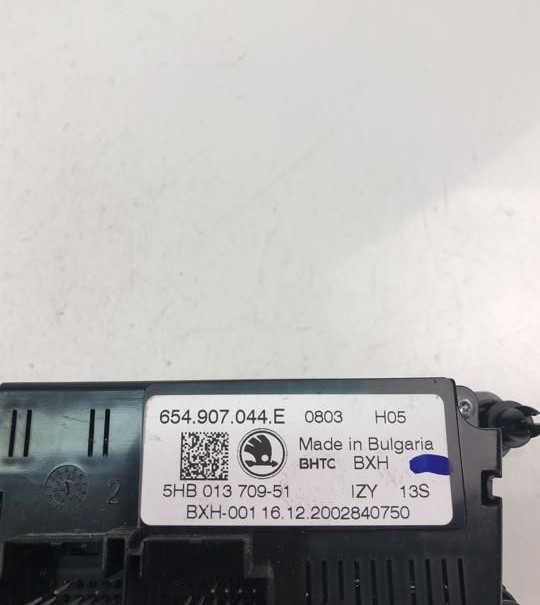 654.907.044.E 0803 H05
Made in Bulgaria
BHTC BXH
5HB 013 709-51 IZY 13S
BXH-001 16.12.2002840750
2